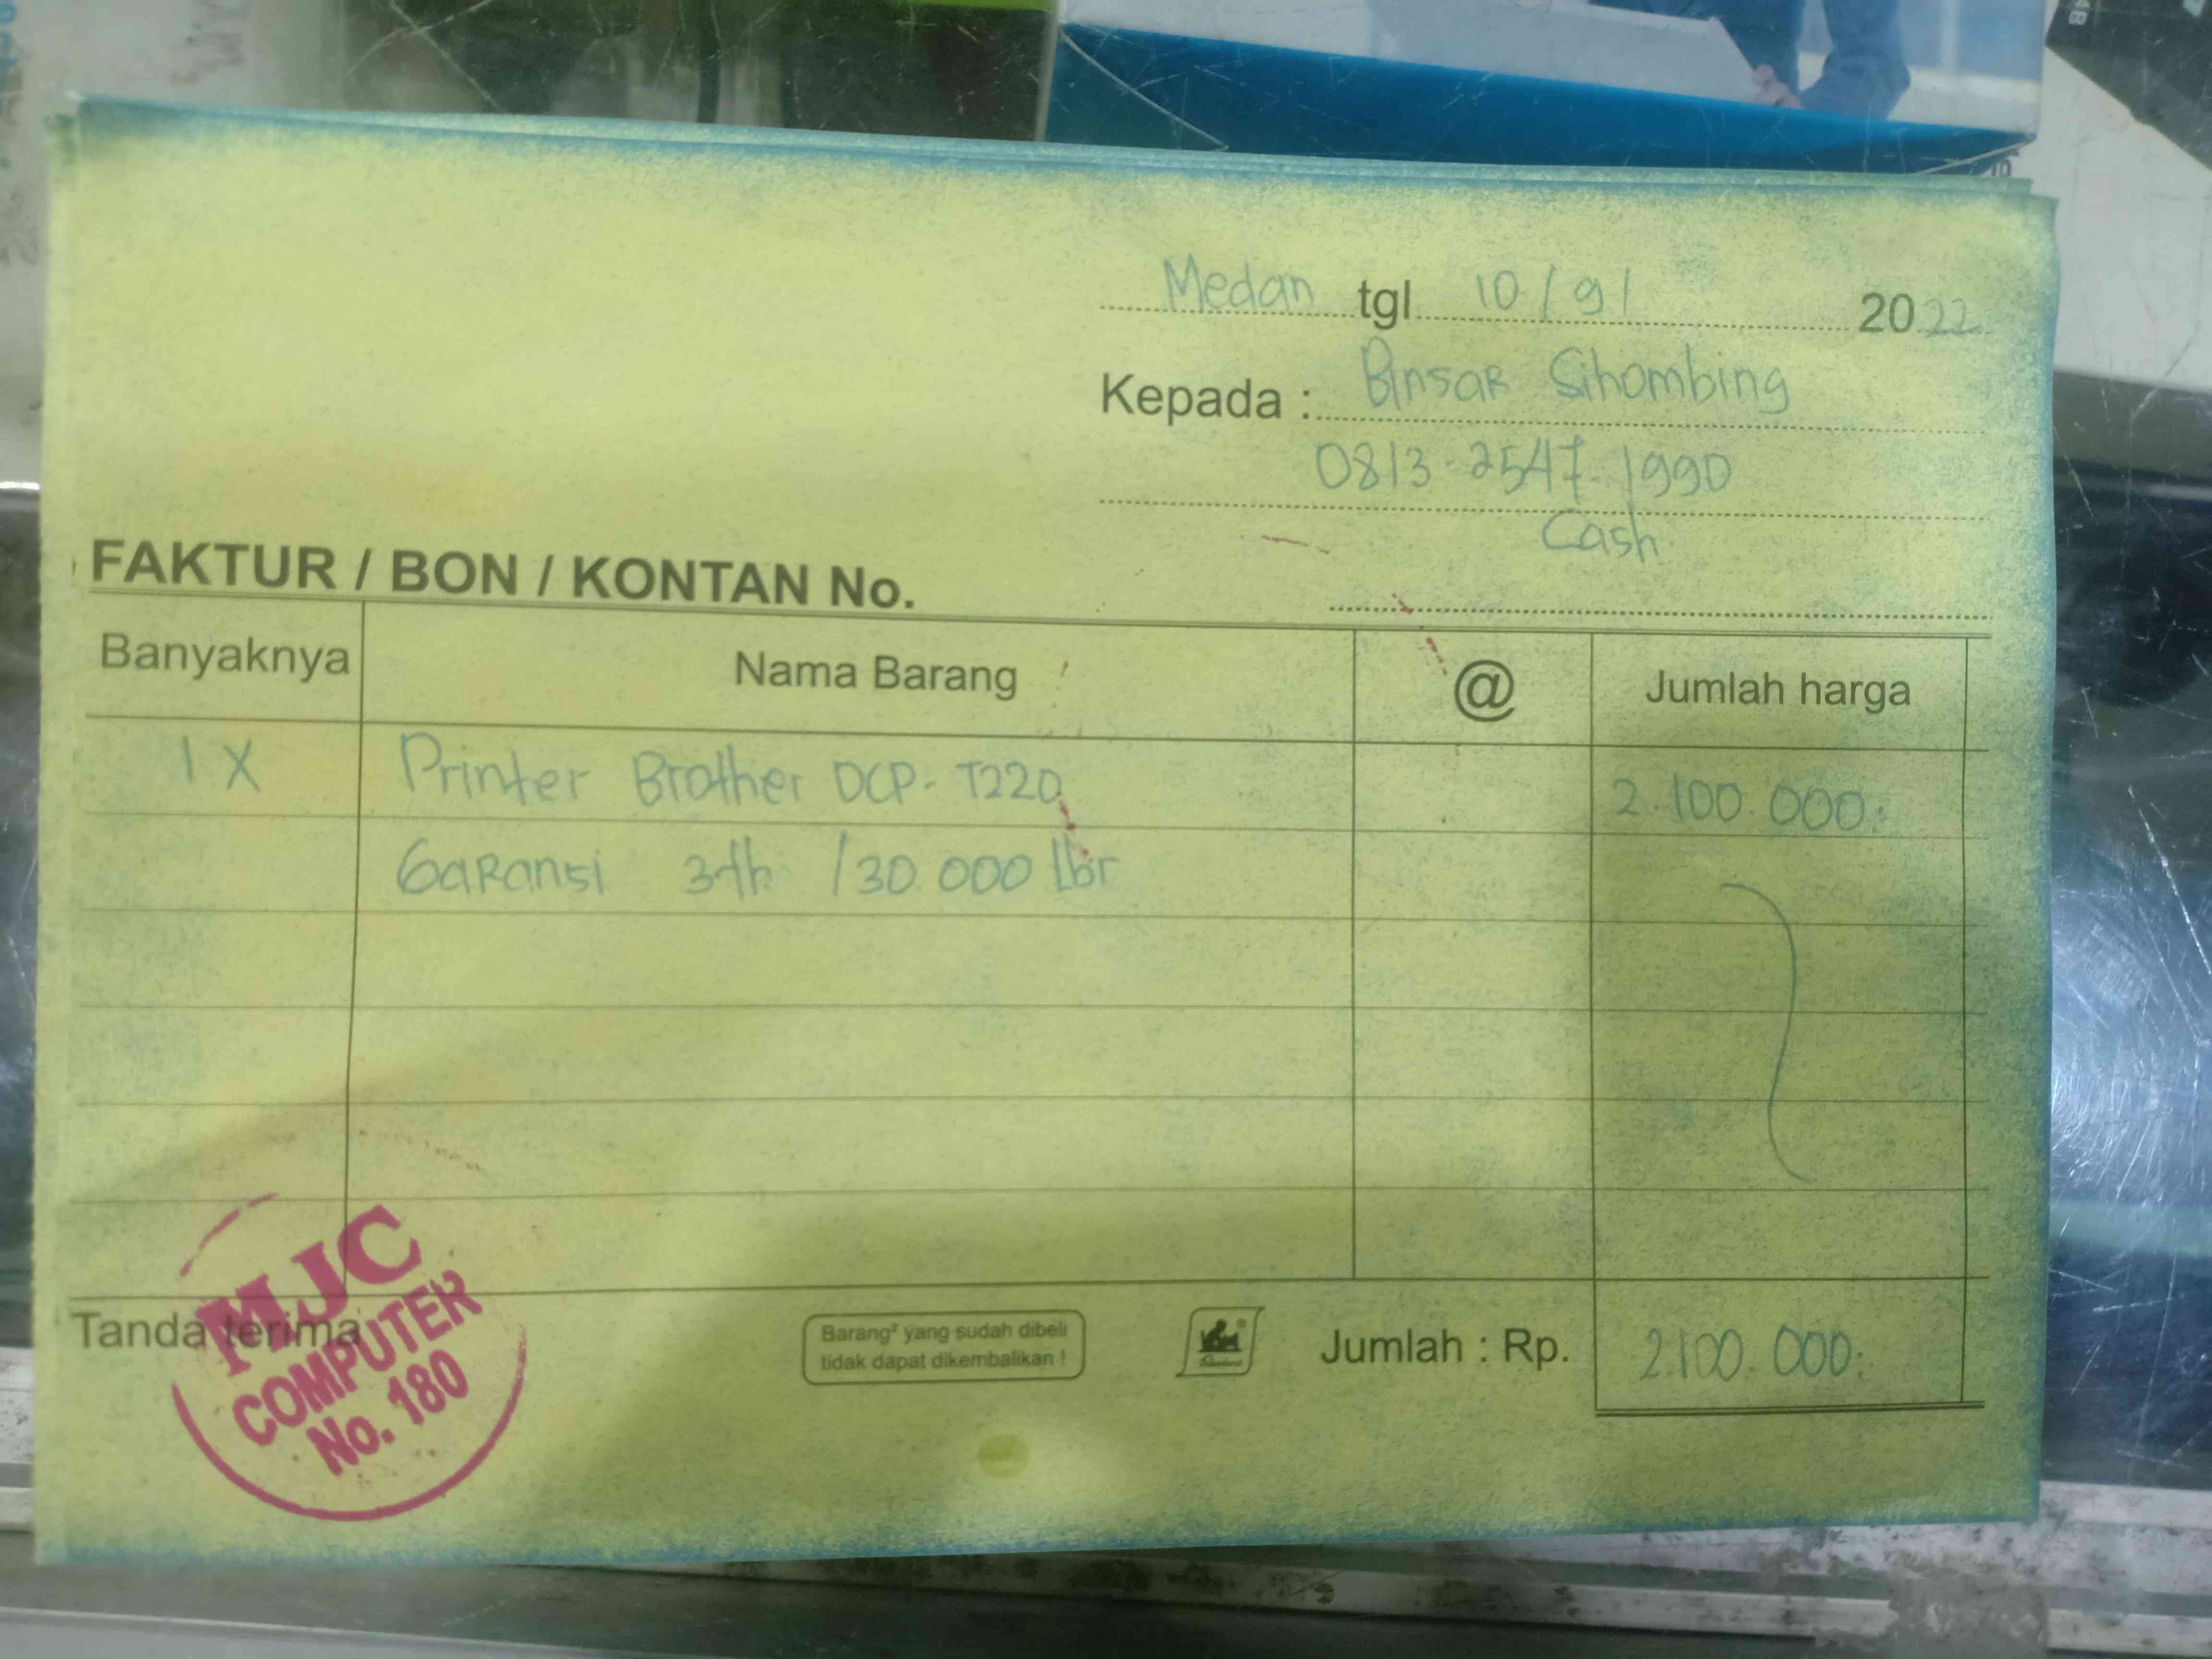 Medan tgl 10/9/ 2022
Kepada : Binsar Sihombing
0813-2547-1990
Cash
FAKTUR / BON / KONTAN No.
Banyaknya Nama Barang @ Jumlah harga
1 X Printer Brother DCP-T220 2.100.000:
Garansi 3th /30.000 lbr
Tanda terima
Barang² yang sudah dibeli
tidak dapat dikembalikan !
Jumlah : Rp. 2.100.000:
MJC
COMPUTER
No. 180